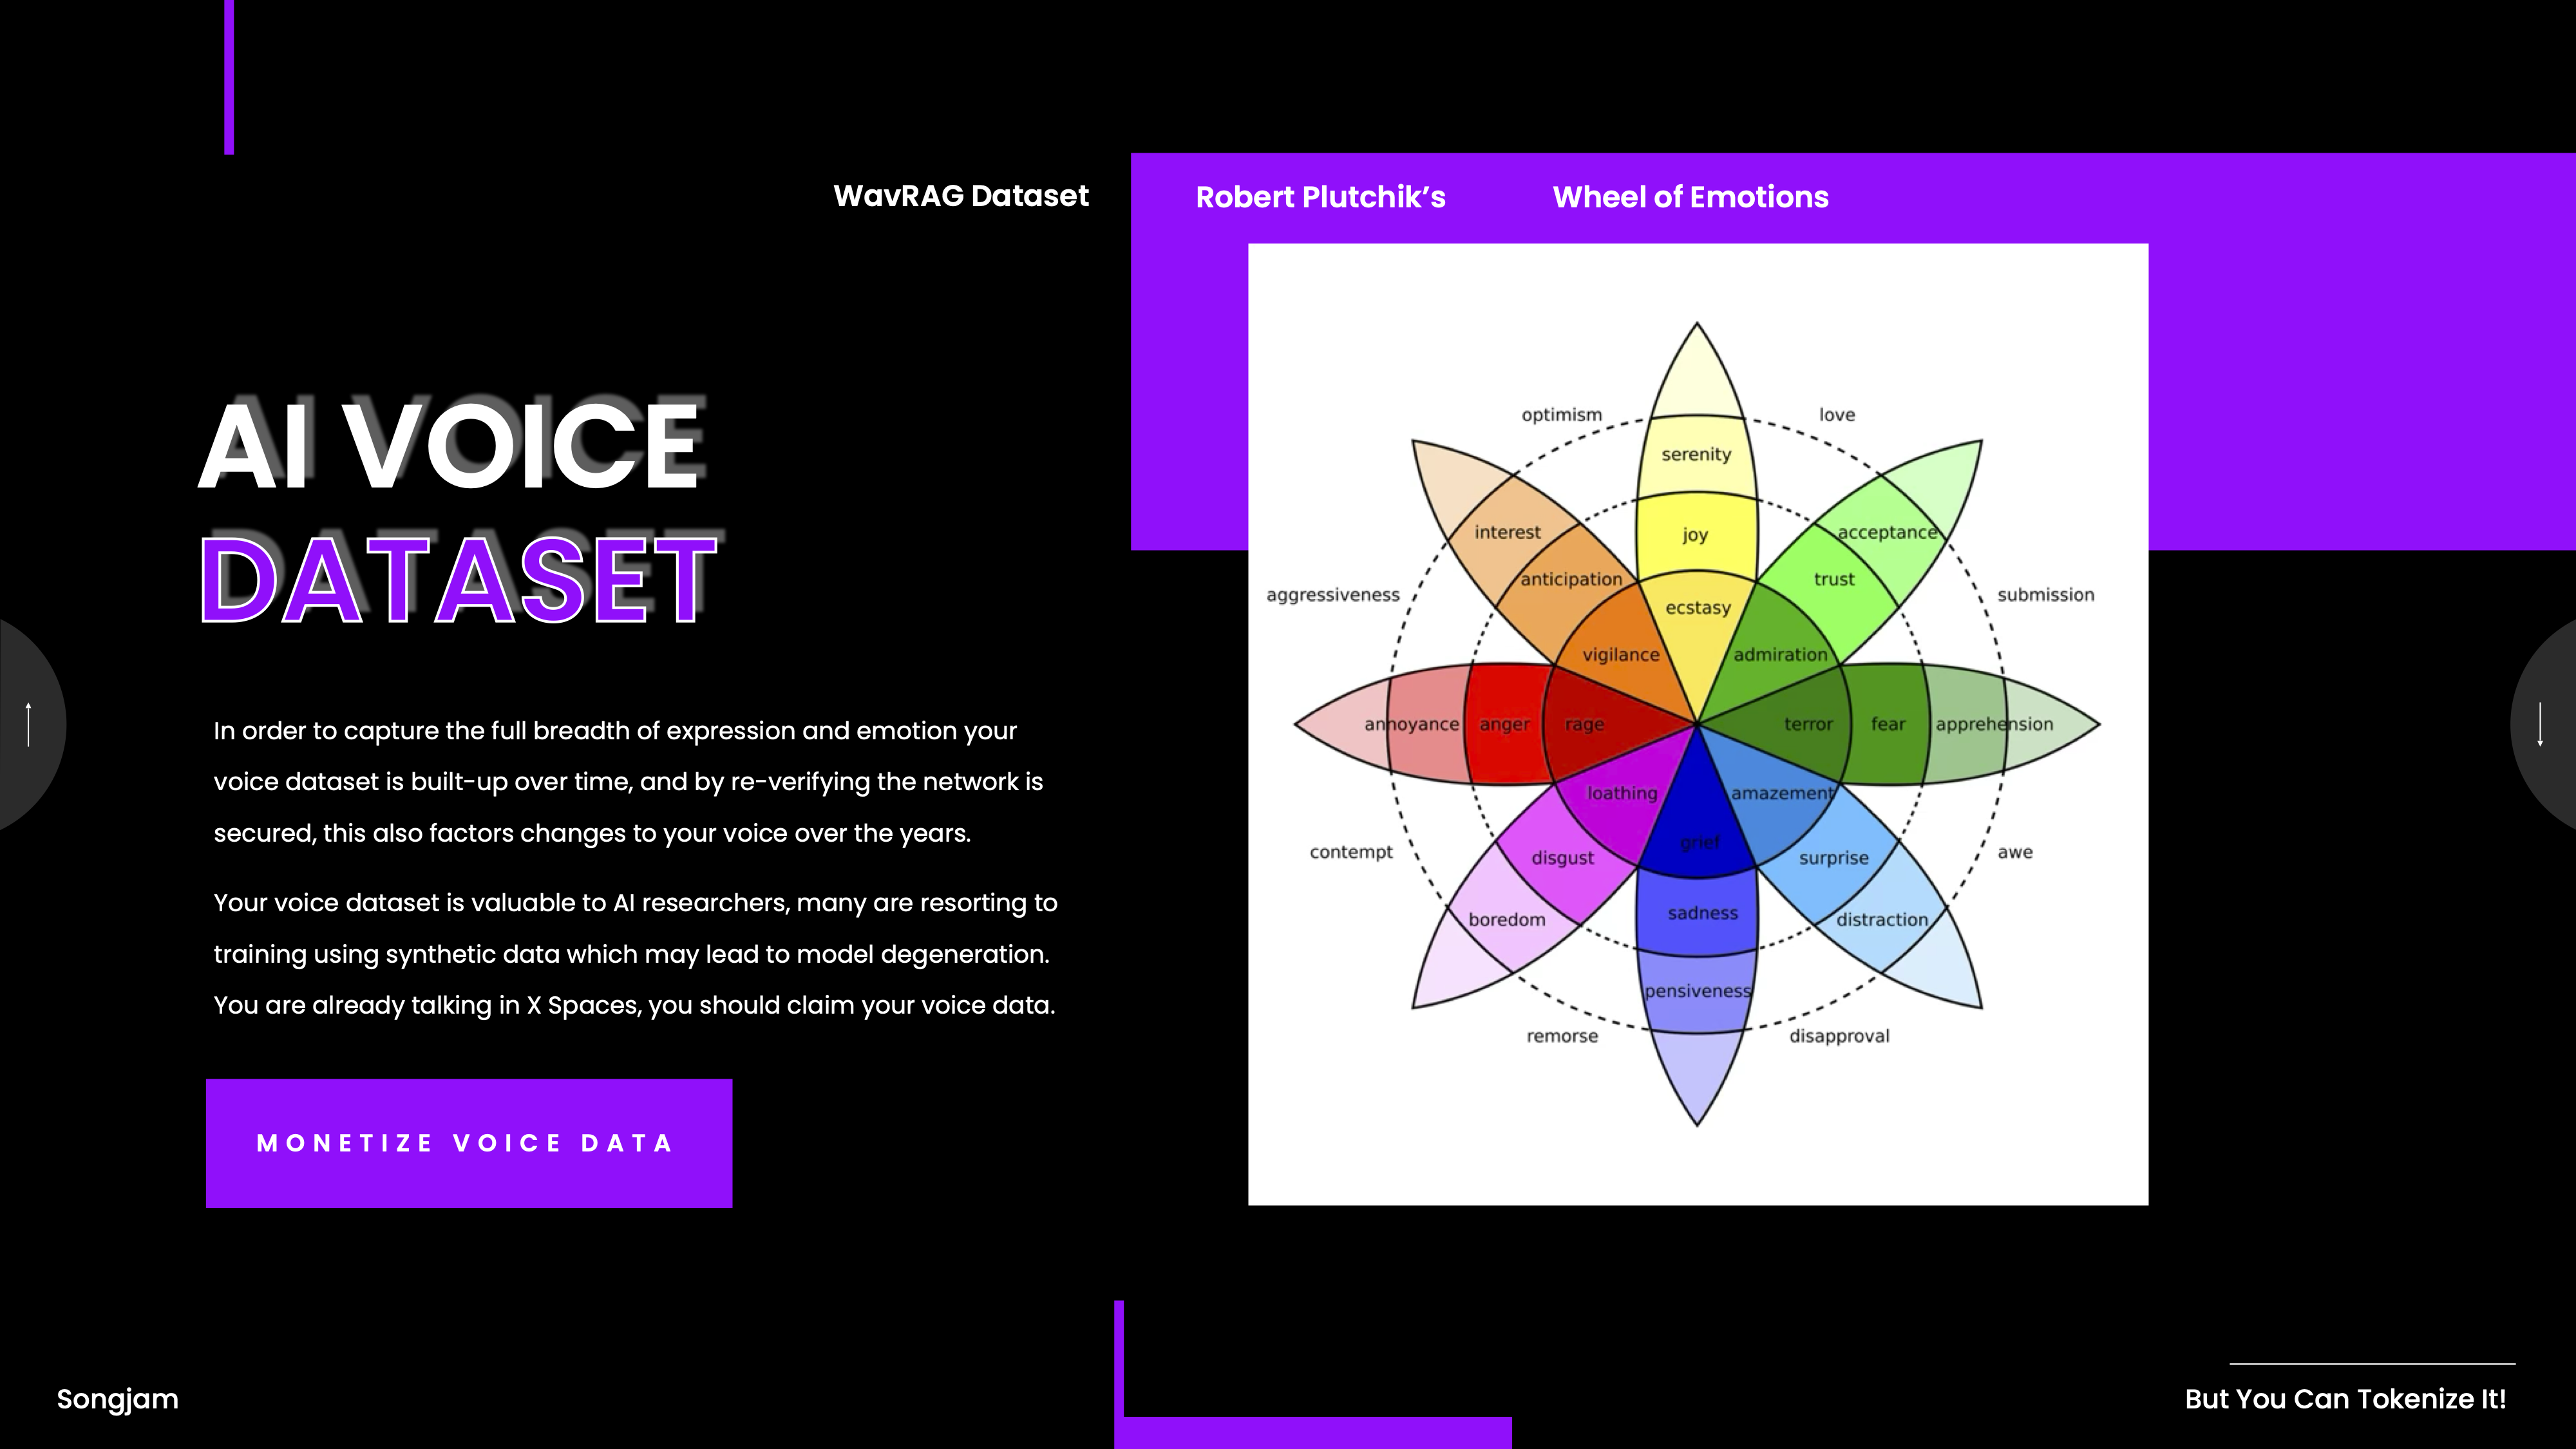 WavRAG Dataset
Robert Plutchik’s
Wheel of Emotions
AI VOICE
DATASET
In order to capture the full breadth of expression and emotion your
voice dataset is built-up over time, and by re-verifying the network is
secured, this also factors changes to your voice over the years.
Your voice dataset is valuable to AI researchers, many are resorting to
training using synthetic data which may lead to model degeneration.
You are already talking in X Spaces, you should claim your voice data.
MONETIZE VOICE DATA
optimism
love
serenity
interest
joy
acceptance
anticipation
trust
aggressiveness
ecstasy
submission
vigilance
admiration
annoyance
anger
rage
terror
fear
apprehension
loathing
amazement
contempt
grief
awe
disgust
surprise
boredom
sadness
distraction
pensiveness
remorse
disapproval
Songjam
But You Can Tokenize It!